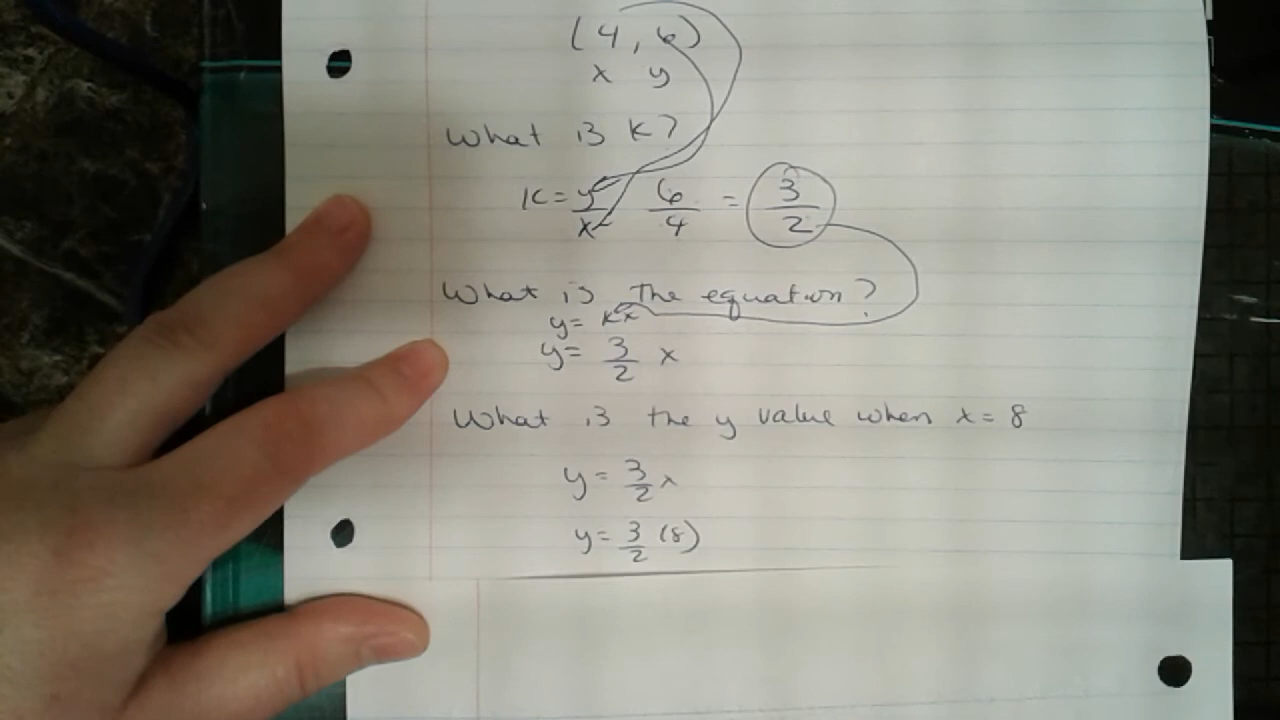 (4, 6)
x y
What is K?
K = y/x 6/4 = 3/2
What is the equation?
y = kx
y = 3/2 x
What is the y value when x = 8
y = 3/2 x
y = 3/2 (8)